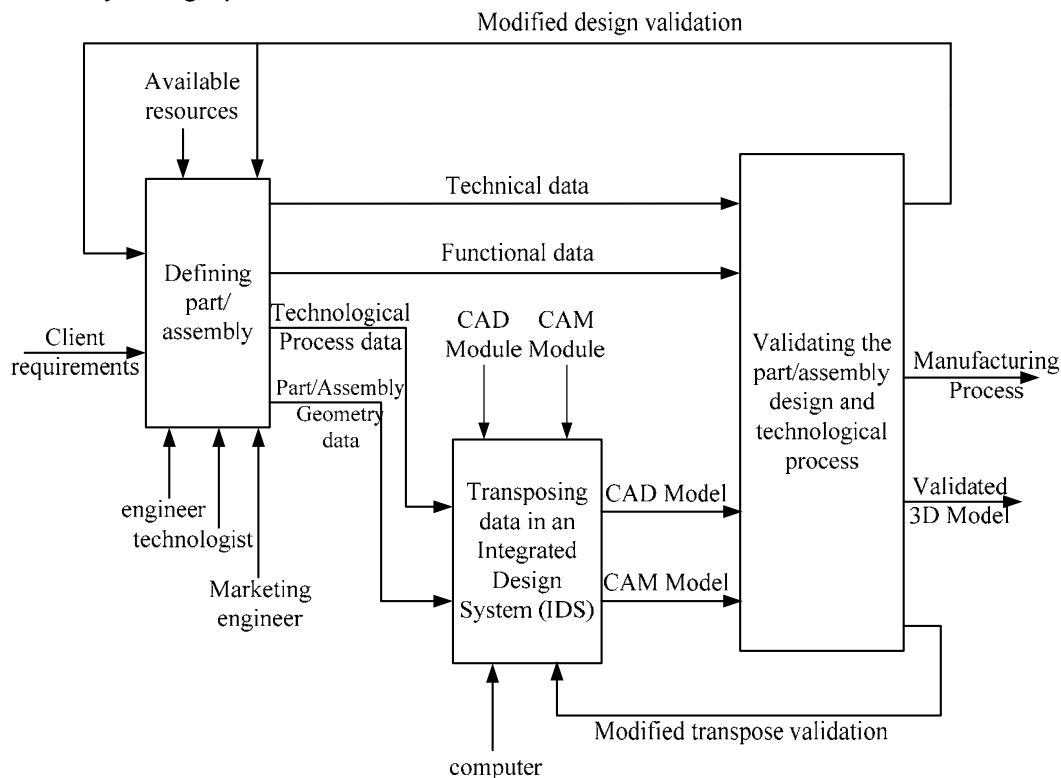 Modified design validation
Available
resources
Technical data
Functional data
Defining
part/
assembly
Technological
Process data
CAD
Module
CAM
Module
Client
requirements
Part/Assembly
Geometry
data
Validating the
part/assembly
design and
technological
process
Manufacturing
Process
Transposing
data in an
Integrated
Design
System (IDS)
CAD Model
Validated
3D Model
engineer
technologist
CAM Model
Marketing
engineer
Modified transpose validation
computer